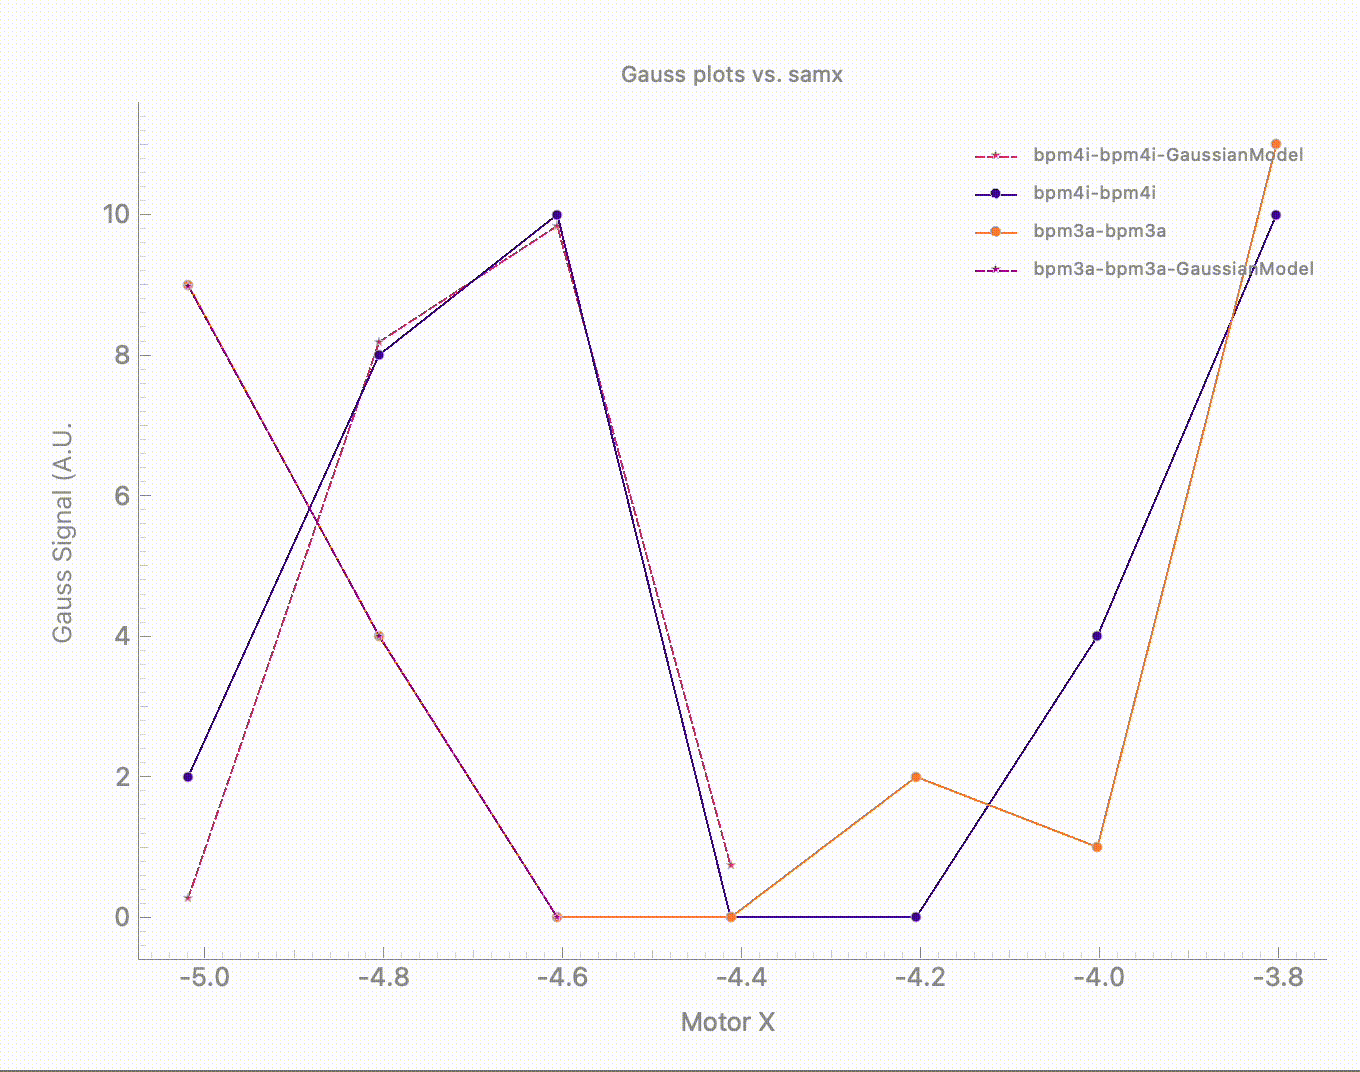 Gauss plots vs. samx
bpm4i-bpm4i-GaussianModel
bpm4i-bpm4i
bpm3a-bpm3a
bpm3a-bpm3a-GaussianModel
Gauss Signal (A.U.
10
8
6
4
2
0
-5.0 -4.8 -4.6 -4.4 -4.2 -4.0 -3.8
Motor X